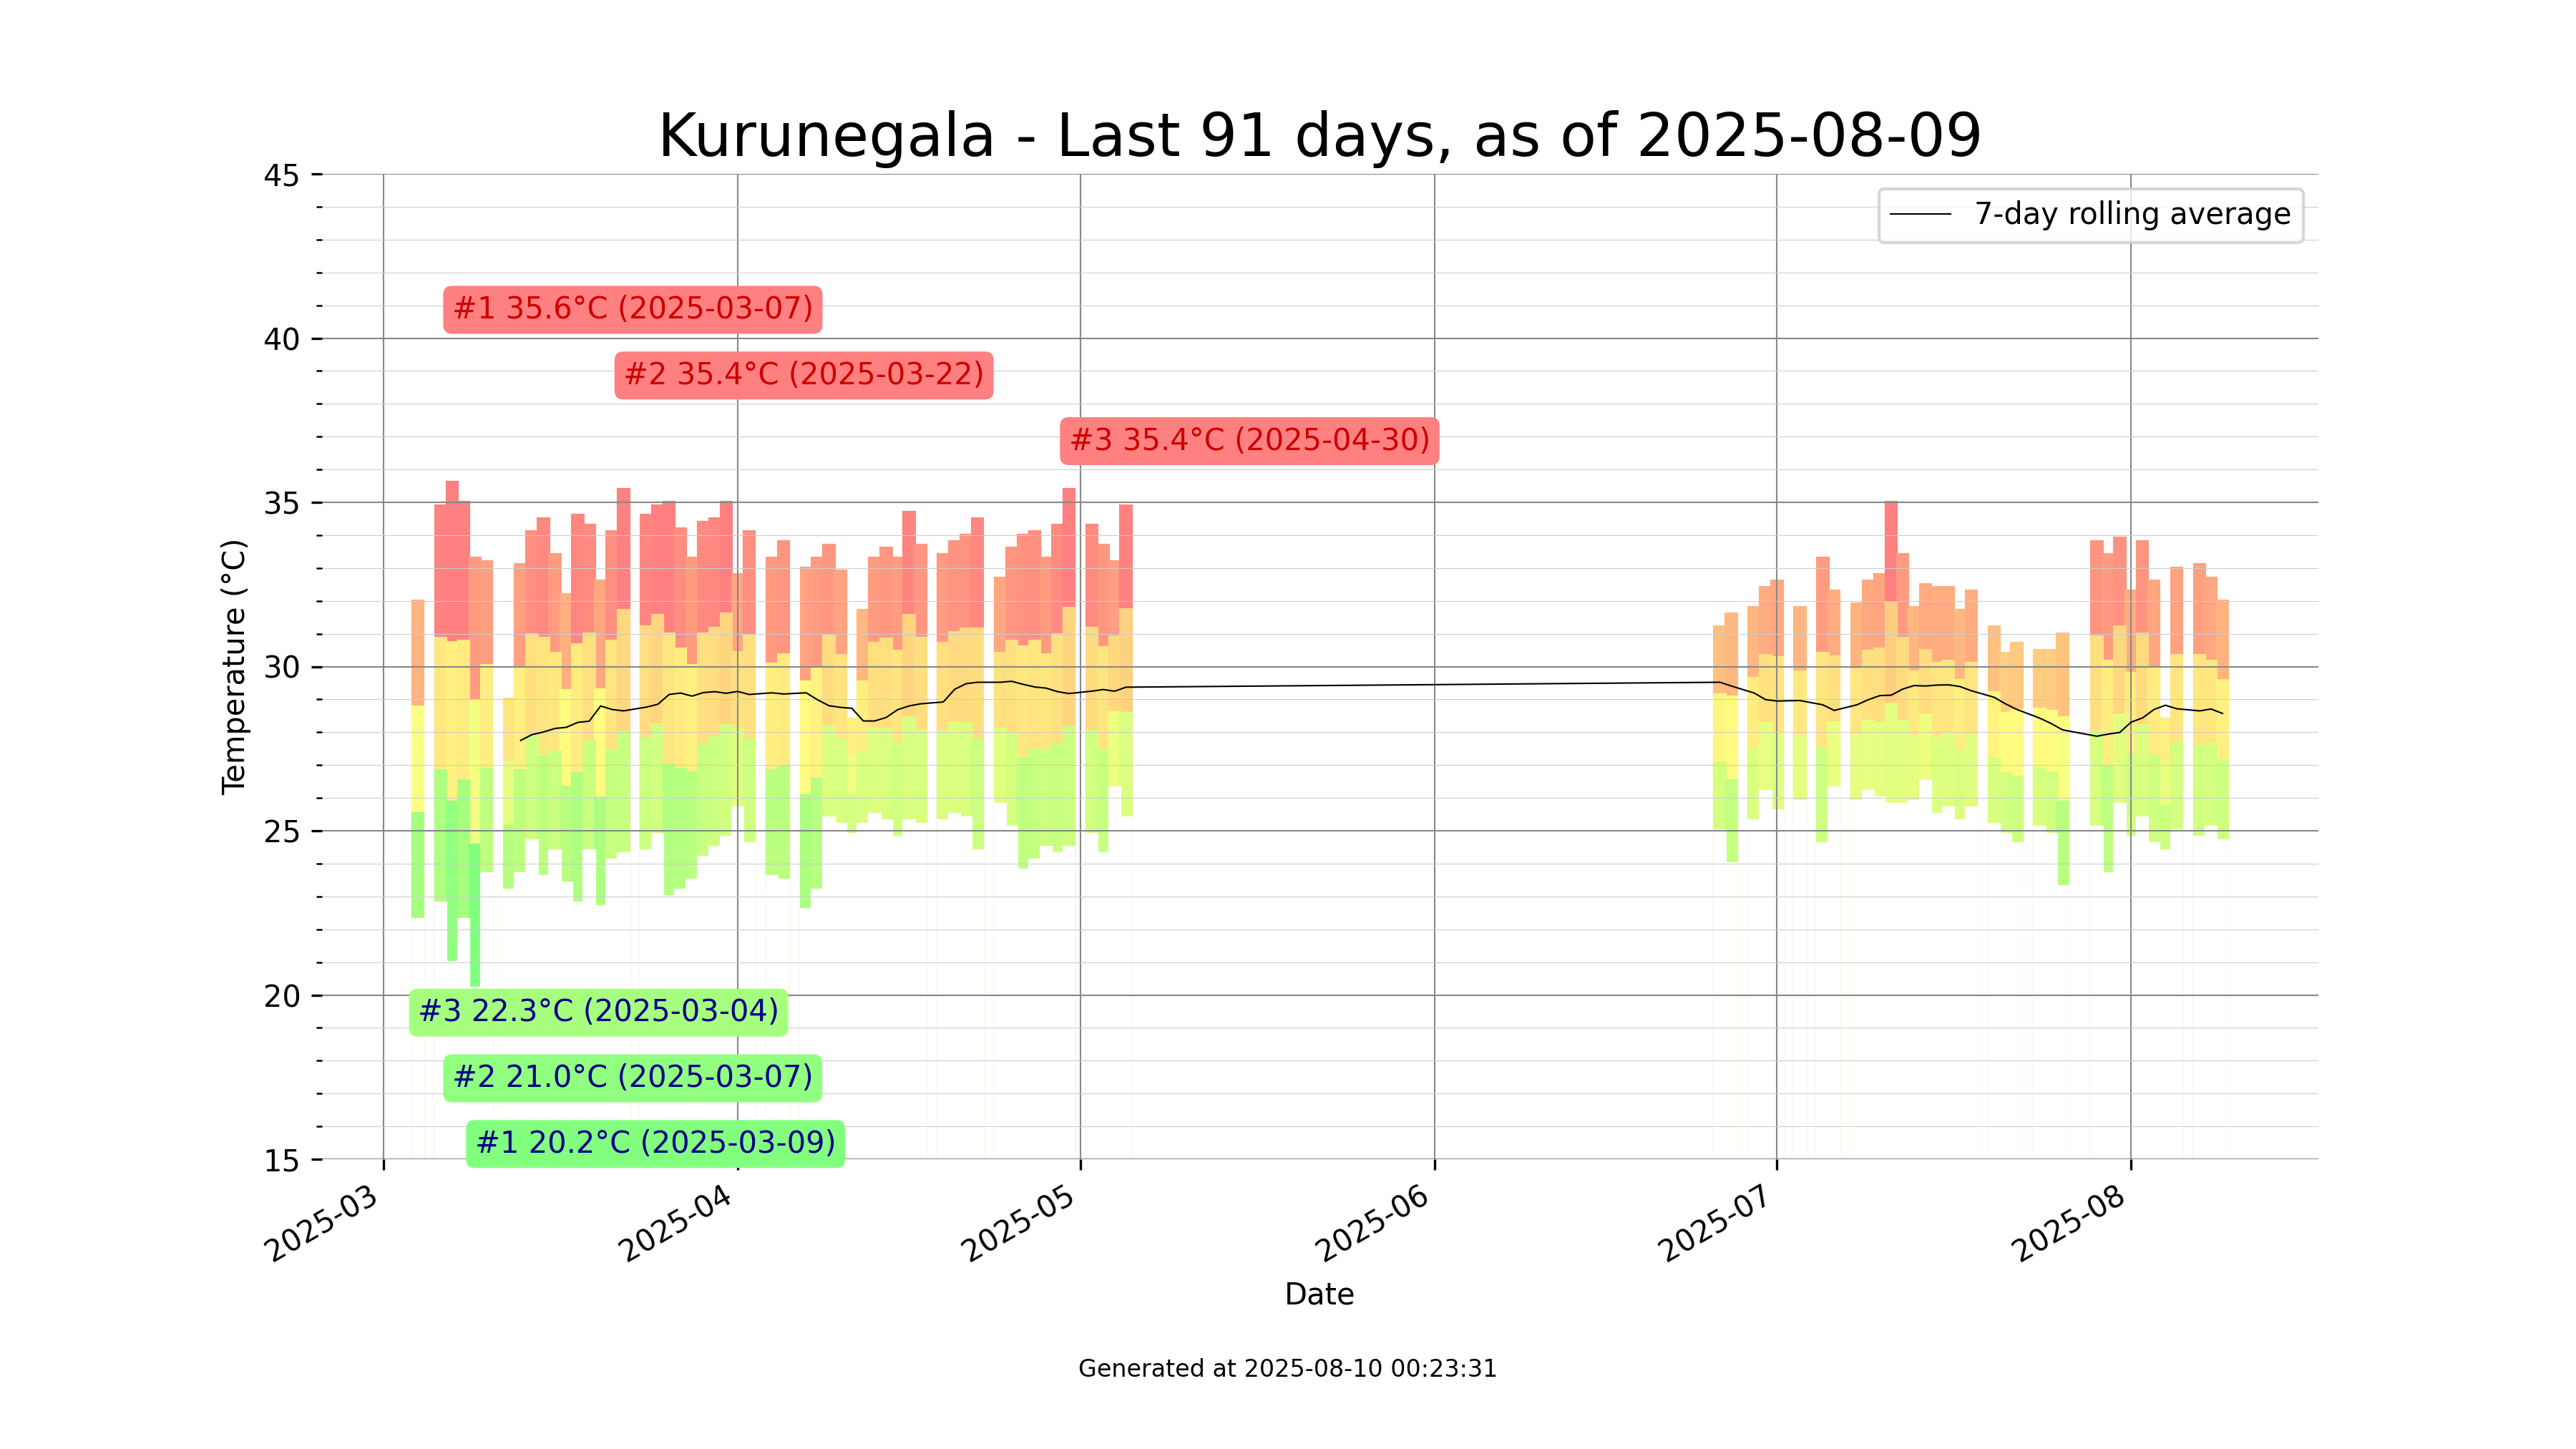 Kurunegala - Last 91 days, as of 2025-08-09
45
7-day rolling average
#1 35.6°C (2025-03-07)
40
#2 35.4°C (2025-03-22)
#3 35.4°C (2025-04-30)
35
Temperature (°C)
30
25
20
#3 22.3°C (2025-03-04)
#2 21.0°C (2025-03-07)
#1 20.2°C (2025-03-09)
15
2025-03
2025-04
2025-05
2025-06
2025-07
2025-08
Date
Generated at 2025-08-10 00:23:31